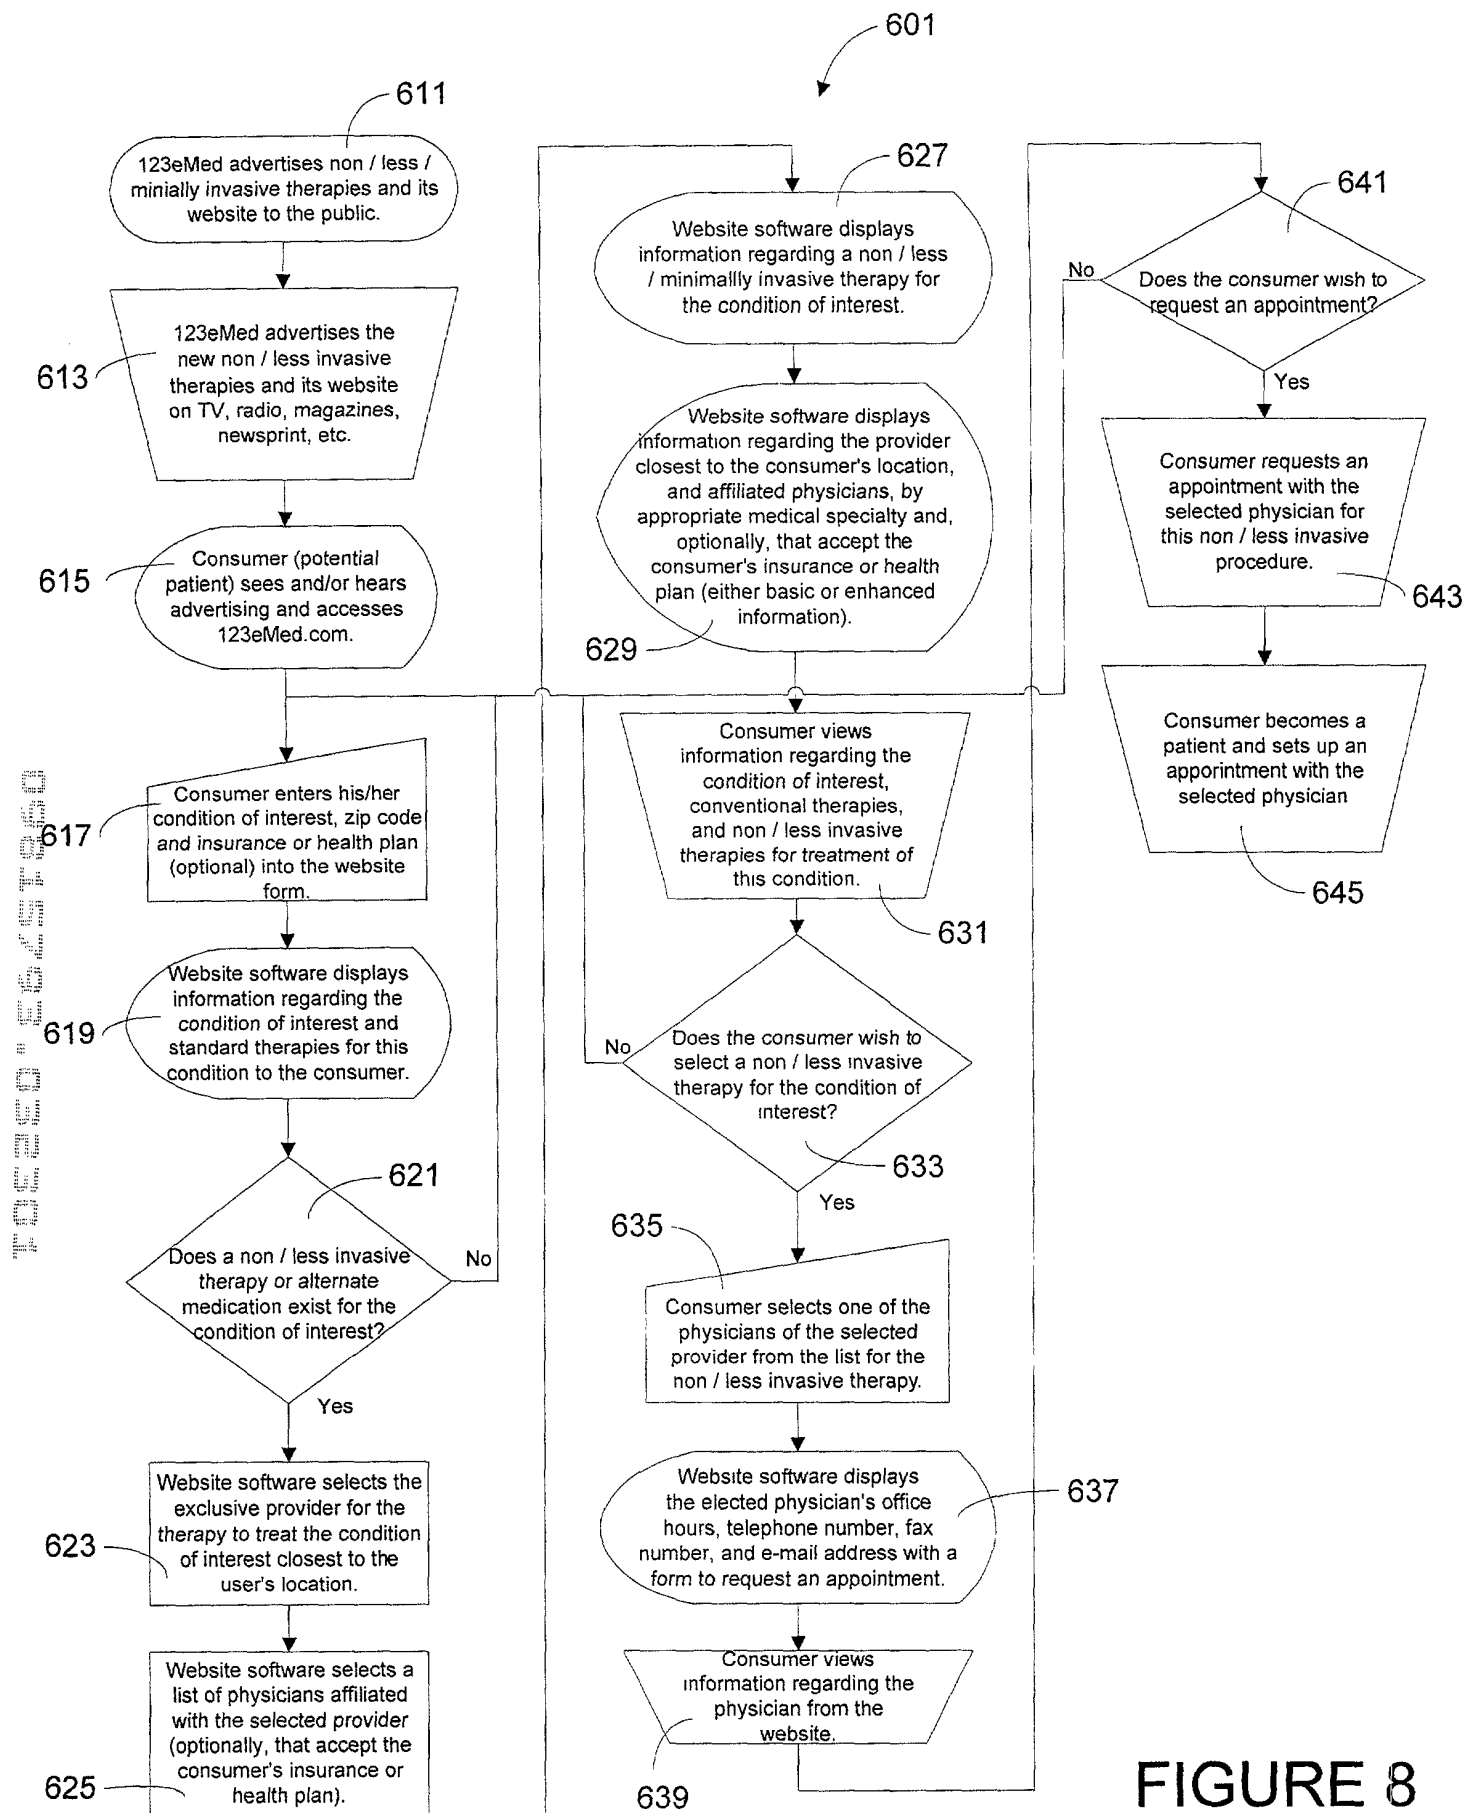 601
611
123eMed advertises non / less /
minially invasive therapies and its
website to the public.
613
123eMed advertises the
new non / less invasive
therapies and its website
on TV, radio, magazines,
newsprint, etc.
615
Consumer (potential
patient) sees and/or hears
advertising and accesses
123eMed.com.
617
Consumer enters his/her
condition of interest, zip code
and insurance or health plan
(optional) into the website
form.
619
Website software displays
information regarding the
condition of interest and
standard therapies for this
condition to the consumer.
621
Does a non / less invasive
therapy or alternate
medication exist for the
condition of interest?
No
Yes
623
Website software selects the
exclusive provider for the
therapy to treat the condition
of interest closest to the
user's location.
625
Website software selects a
list of physicians affiliated
with the selected provider
(optionally, that accept the
consumer's insurance or
health plan).
627
Website software displays
information regarding a non / less
/ minimallly invasive therapy for
the condition of interest.
629
Website software displays
information regarding the provider
closest to the consumer's location,
and affiliated physicians, by
appropriate medical specialty and,
optionally, that accept the
consumer's insurance or health
plan (either basic or enhanced
information).
631
Consumer views
information regarding the
condition of interest,
conventional therapies,
and non / less invasive
therapies for treatment of
this condition.
633
Does the consumer wish to
select a non / less invasive
therapy for the condition of
interest?
No
Yes
635
Consumer selects one of the
physicians of the selected
provider from the list for the
non / less invasive therapy.
637
Website software displays
the elected physician's office
hours, telephone number, fax
number, and e-mail address with a
form to request an appointment.
639
Consumer views
information regarding the
physician from the
website.
641
Does the consumer wish to
request an appointment?
No
Yes
643
Consumer requests an
appointment with the
selected physician for
this non / less invasive
procedure.
645
Consumer becomes a
patient and sets up an
apporintment with the
selected physician
FIGURE 8